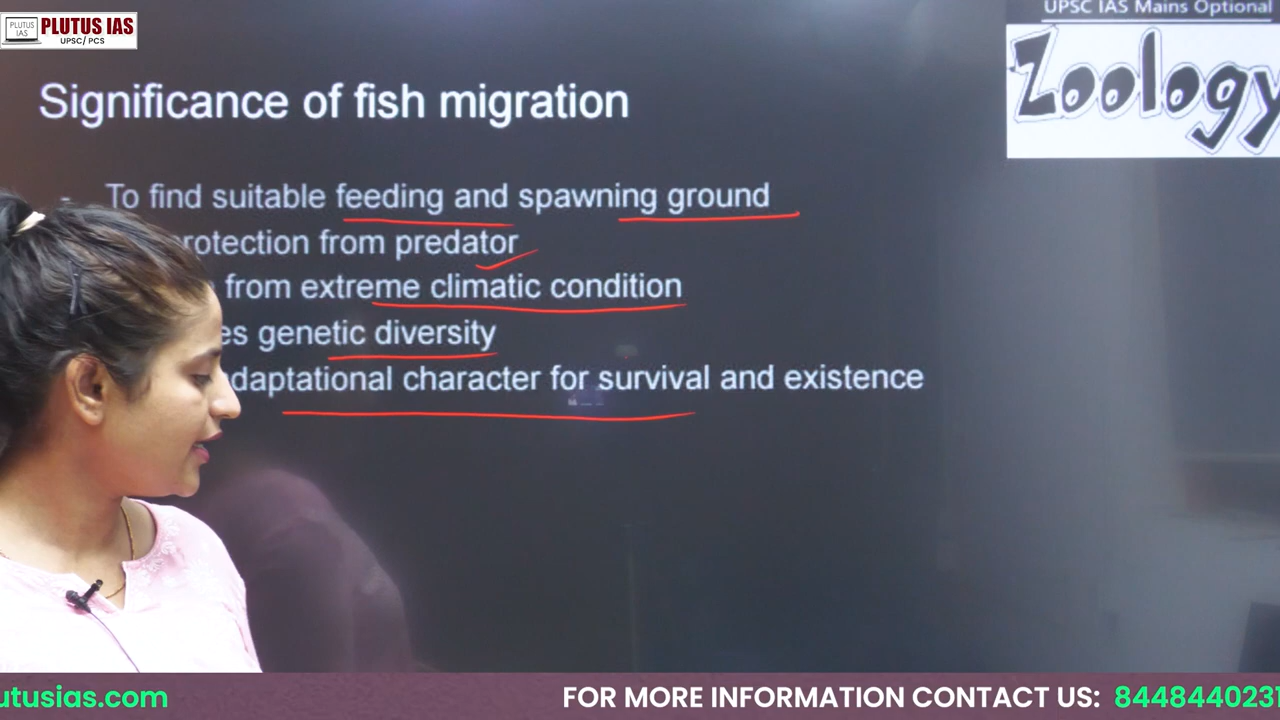 PLUTUS IAS
PLUTUS IAS
UPSC/ PCS
UPSC IAS Mains Optional
Zoology
Significance of fish migration
- To find suitable feeding and spawning ground
rotection from predator
from extreme climatic condition
es genetic diversity
daptational character for survival and existence
utusias.com
FOR MORE INFORMATION CONTACT US: 8448440231